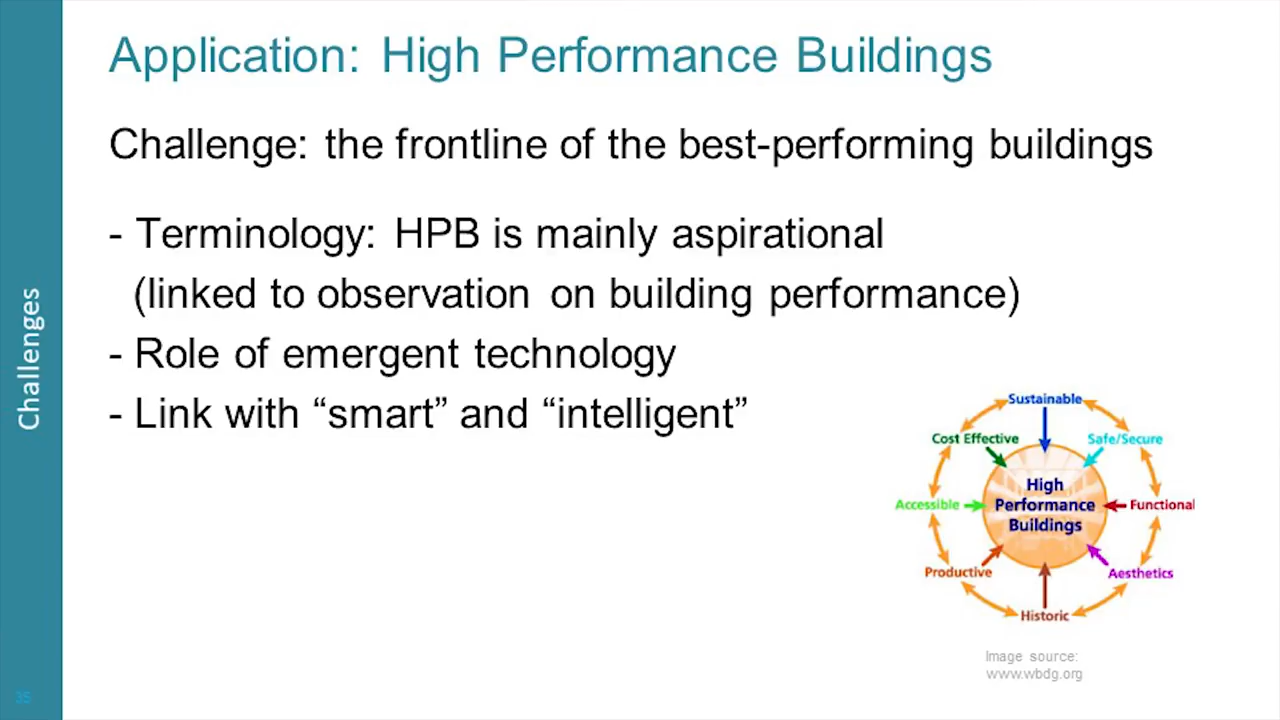 Application: High Performance Buildings
Challenge: the frontline of the best-performing buildings
- Terminology: HPB is mainly aspirational
(linked to observation on building performance)
- Role of emergent technology
- Link with “smart” and “intelligent”
Challenges
35
Sustainable
Cost Effective
Safe/Secure
Accessible
High
Performance
Buildings
Functional
Productive
Aesthetics
Historic
Image source:
www.wbdg.org